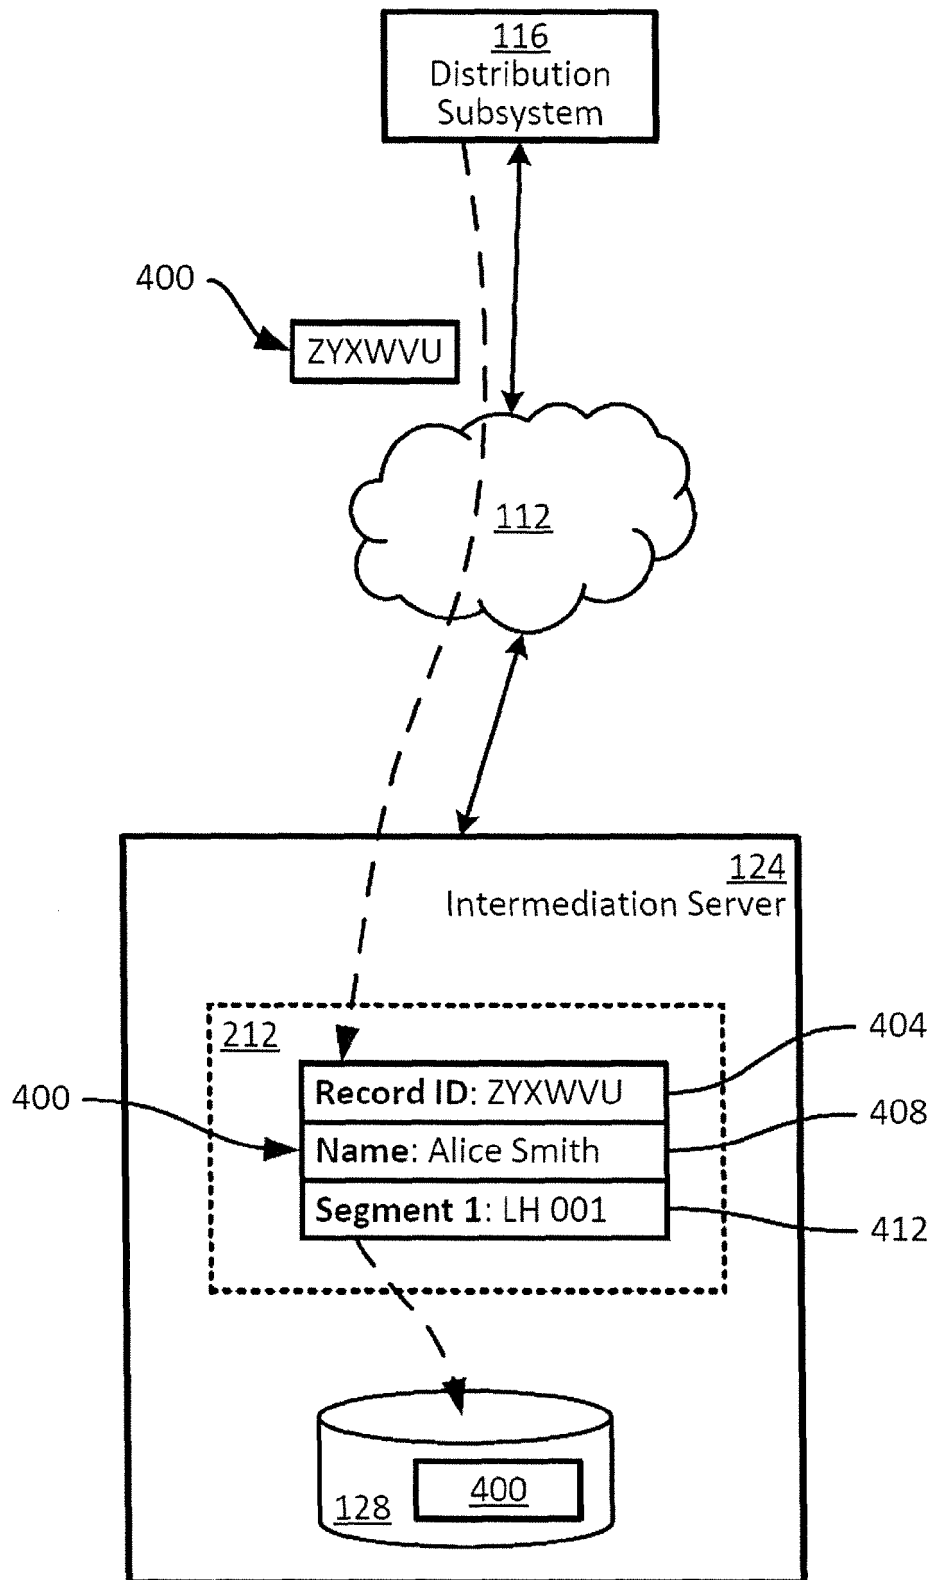 116
Distribution
Subsystem
400
ZYXWVU
112
124
Intermediation Server
212
404
Record ID: ZYXWVU
400
408
Name: Alice Smith
Segment 1: LH 001
412
128
400